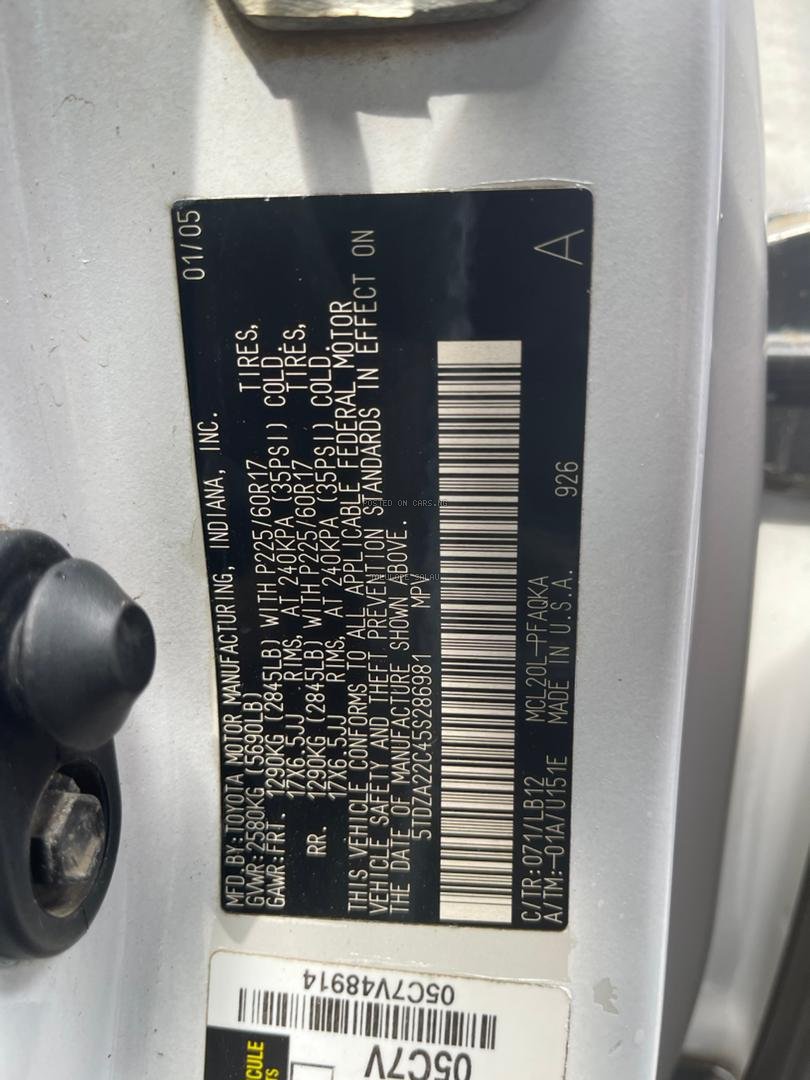 MFD.BY:TOYOTA MOTOR MANUFACTURING, INDIANA, INC. 01/05
GVWR:2580KG (5690LB)
GAWR:FRT. 1290KG (2845LB) WITH P225/60R17 TIRES,
17X6.5JJ RIMS, AT 240KPA (35PSI) COLD
RR. 1290KG (2845LB) WITH P225/60R17 TIRES,
17X6.5JJ RIMS, AT 240KPA (35PSI) COLD.
THIS VEHICLE CONFORMS TO ALL APPLICABLE FEDERAL MOTOR
VEHICLE SAFETY AND THEFT PREVENTION STANDARDS IN EFFECT ON
THE DATE OF MANUFACTURE SHOWN ABOVE.
5TDZA22C45S286981 MPV
C/TR:071/LB12 MCL20L-PFAQKA
A/TM:-01A/U151E MADE IN U.S.A. 926 A
POSTED ON CARS.NG
05C7V48914
05C7V